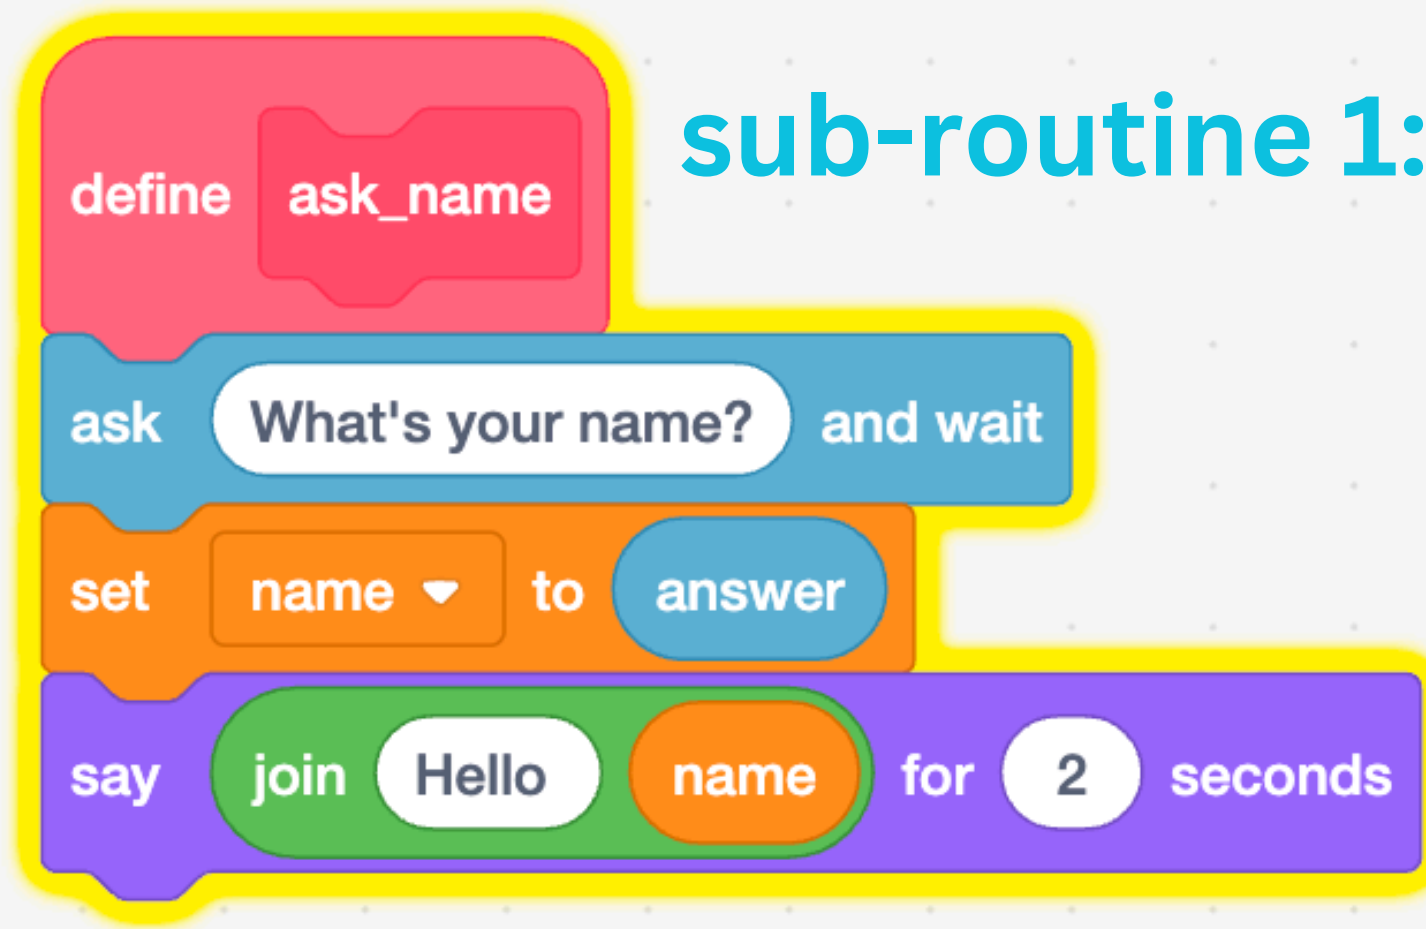 sub-routine 1:
define ask_name
ask What's your name? and wait
set name to answer
say join Hello name for 2 seconds